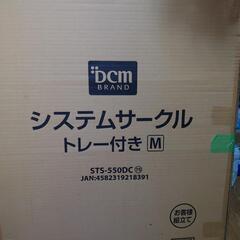 DCM
BRAND
システムサークル
トレー付き M
STS-550DC
JAN:4582319218391
お客様
組立て